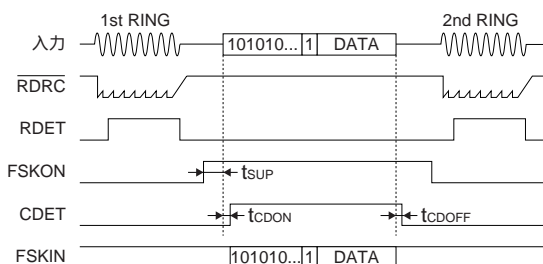 1st RING 2nd RING
入力 101010... 1 DATA
RDRC
RDET
FSKON tSUP
CDET tCDON tCDOFF
FSKIN 101010... 1 DATA